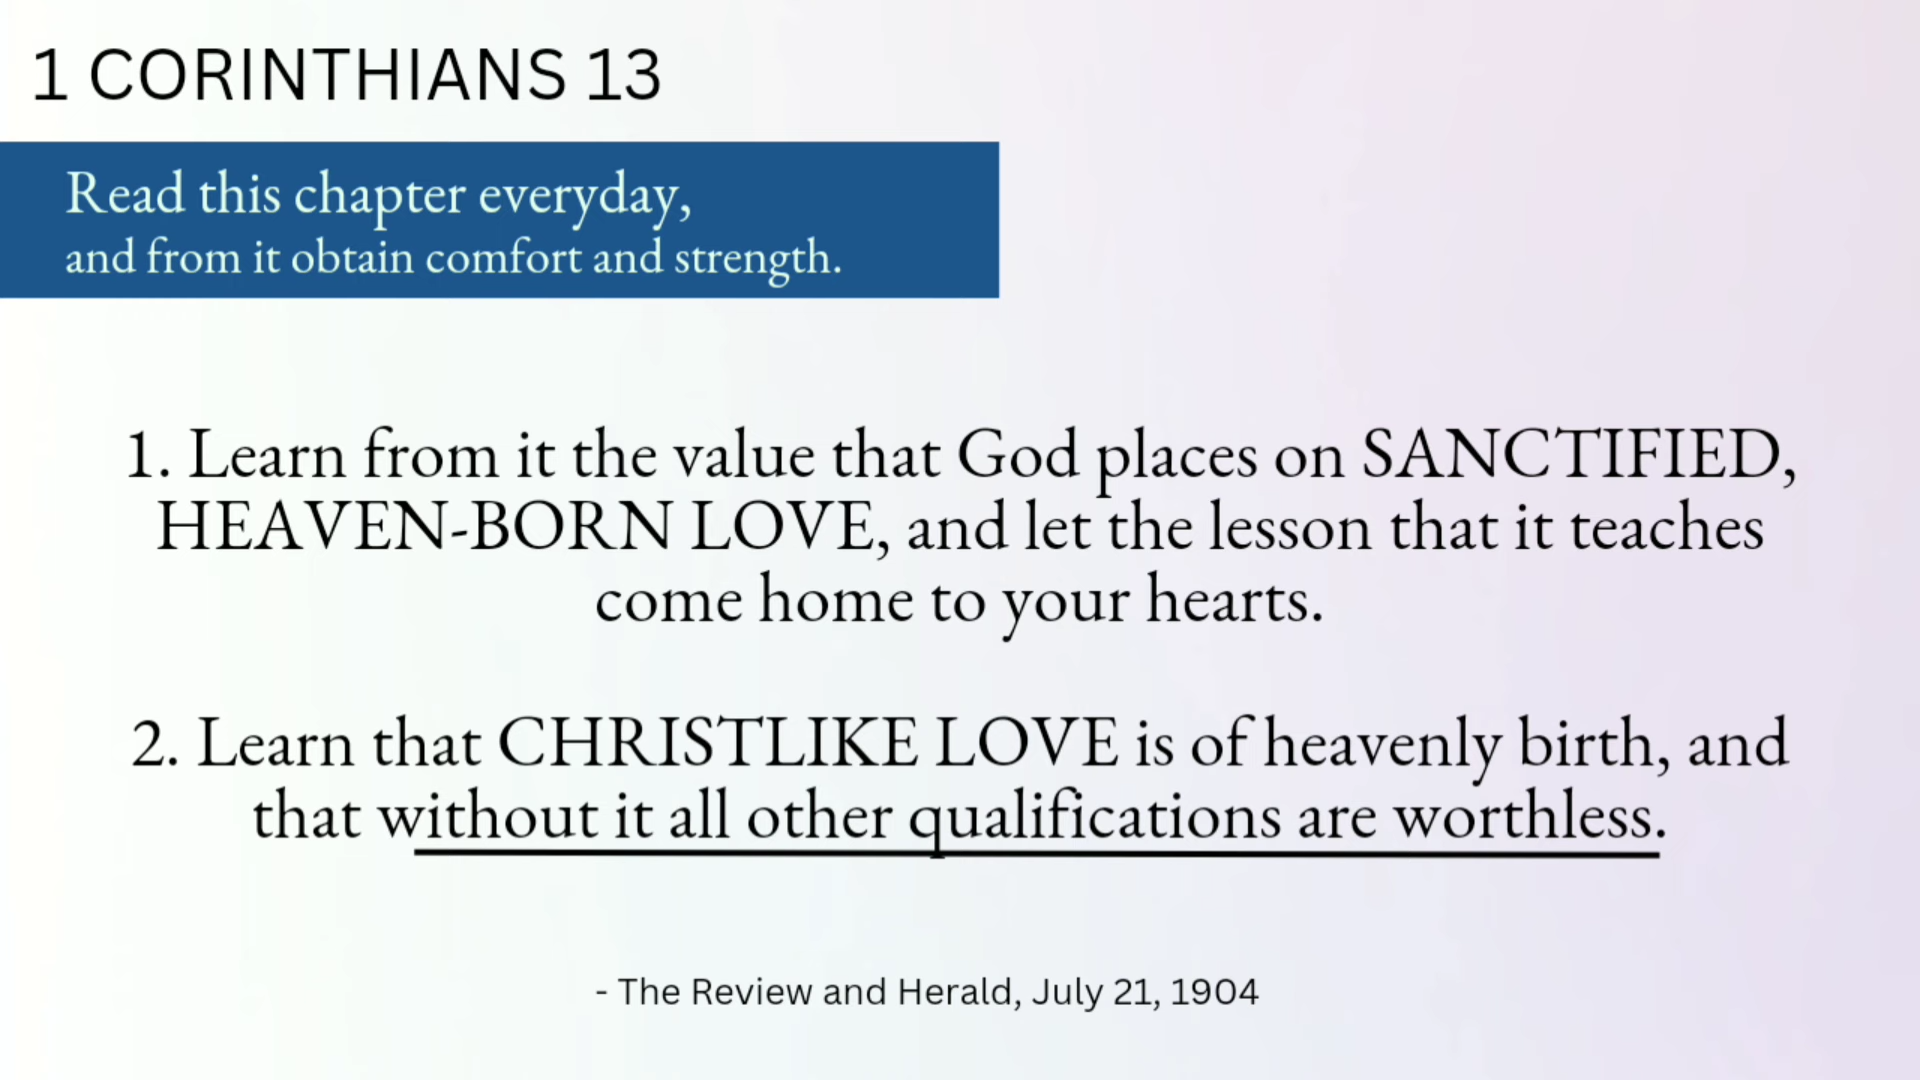 1 CORINTHIANS 13
Read this chapter everyday,
and from it obtain comfort and strength.
1. Learn from it the value that God places on SANCTIFIED,
HEAVEN-BORN LOVE, and let the lesson that it teaches
come home to your hearts.
2. Learn that CHRISTLIKE LOVE is of heavenly birth, and
that without it all other qualifications are worthless.
- The Review and Herald, July 21, 1904